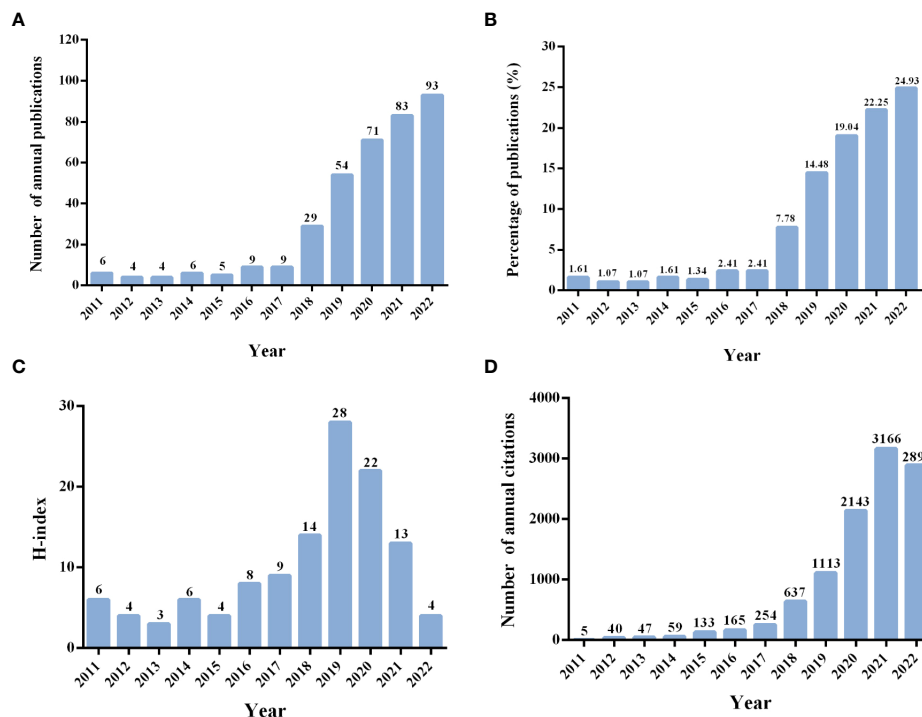 A
Number of annual publications
120
100
80
60
40
20
0
6 4 4 6 5 9 9 29 54 71 83 93
2011 2012 2013 2014 2015 2016 2017 2018 2019 2020 2021 2022
Year
B
Percentage of publications (%)
30
25
20
15
10
5
0
1.61 1.07 1.07 1.61 1.34 2.41 2.41 7.78 14.48 19.04 22.25 24.93
2011 2012 2013 2014 2015 2016 2017 2018 2019 2020 2021 2022
Year
C
H-index
30
20
10
0
6 4 3 6 4 8 9 14 28 22 13 4
2011 2012 2013 2014 2015 2016 2017 2018 2019 2020 2021 2022
Year
D
Number of annual citations
4000
3000
2000
1000
0
5 40 47 59 133 165 254 637 1113 2143 3166 289
2011 2012 2013 2014 2015 2016 2017 2018 2019 2020 2021 2022
Year